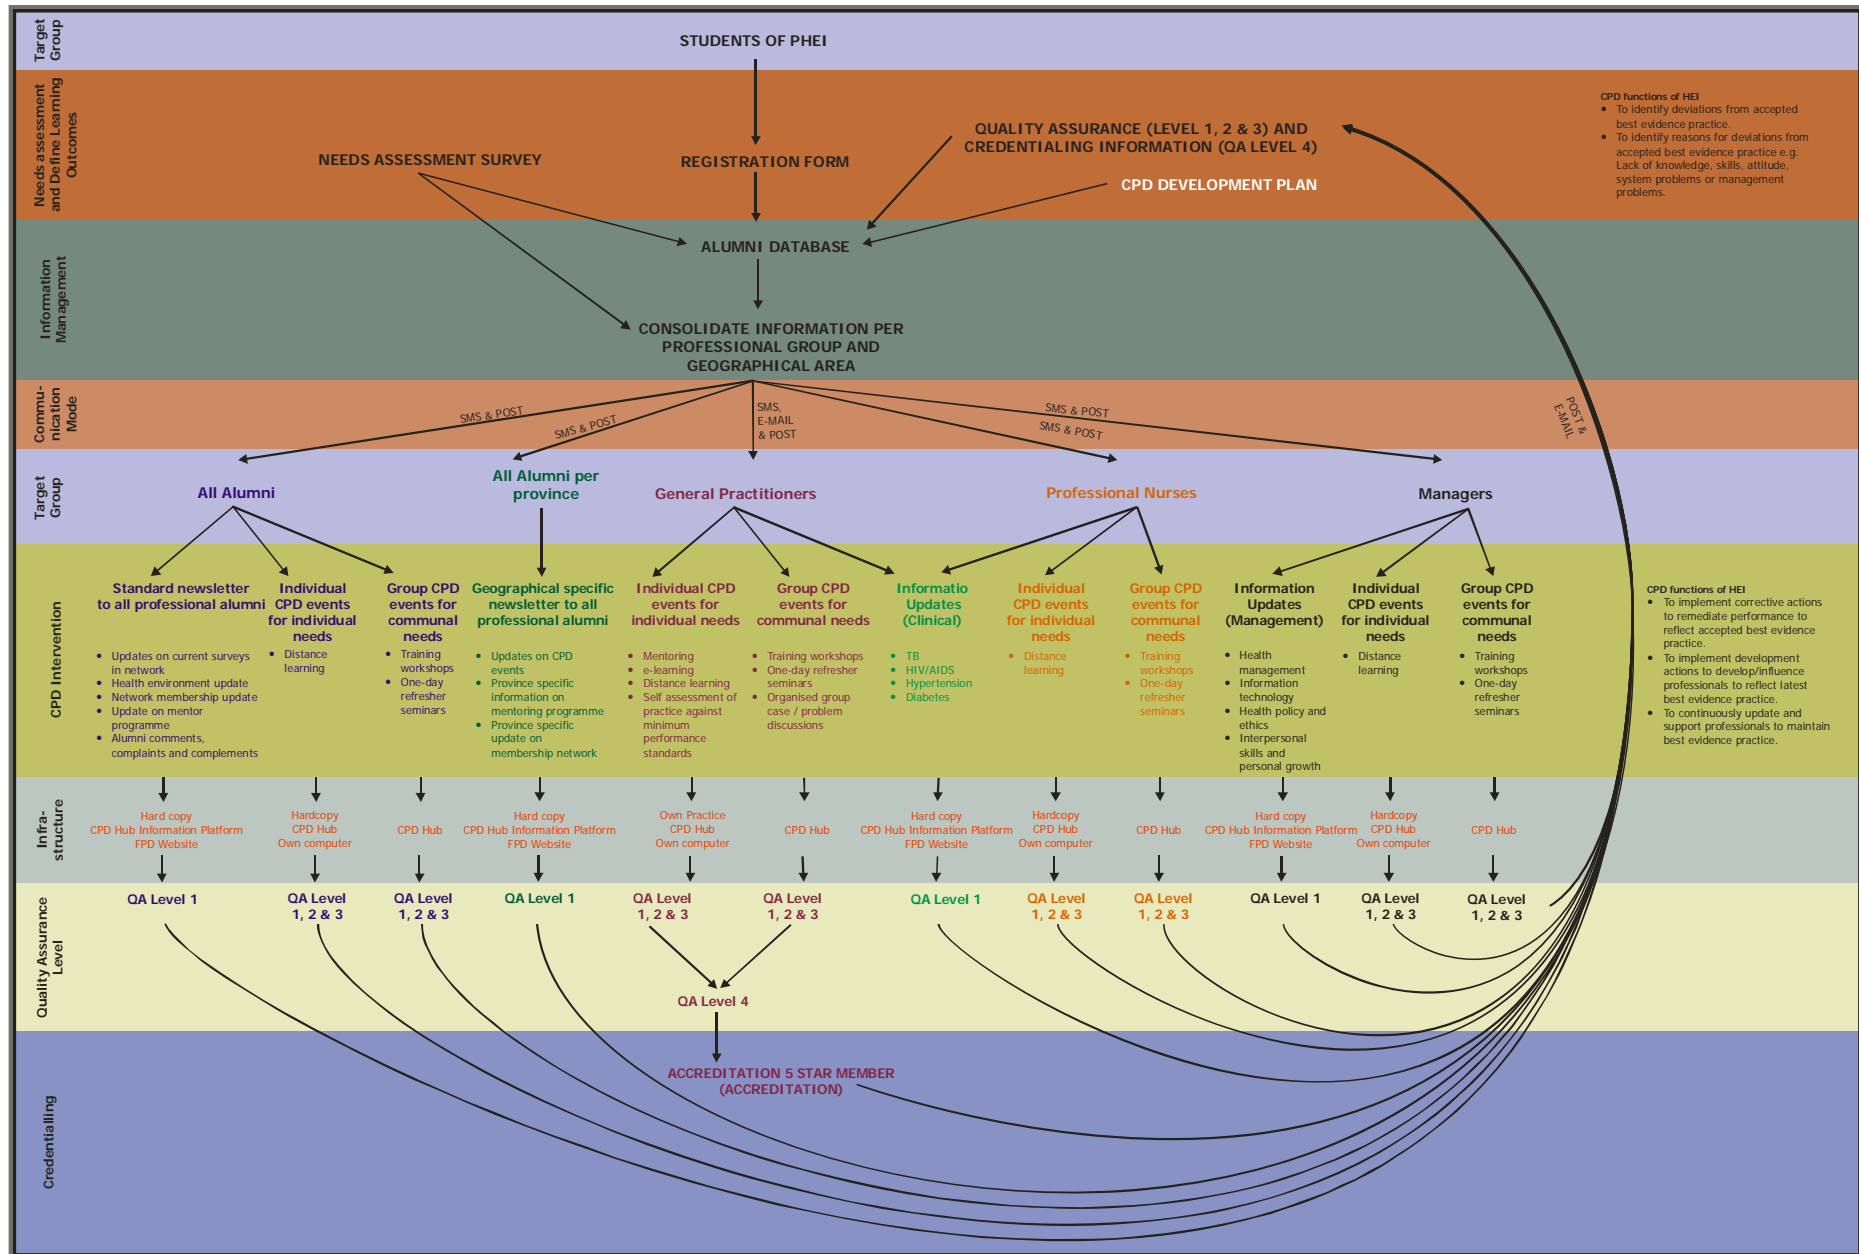 Target
Group
STUDENTS OF PHEI
Needs assessment
and Define Learning
Outcomes
NEEDS ASSESSMENT SURVEY
REGISTRATION FORM
QUALITY ASSURANCE (LEVEL 1, 2 & 3) AND
CREDENTIALING INFORMATION (QA LEVEL 4)
CPD DEVELOPMENT PLAN
CPD functions of HEI
• To identify deviations from accepted
best evidence practice.
• To identify reasons for deviations from
accepted best evidence practice e.g.
Lack of knowledge, skills, attitude,
system problems or management
problems.
Information
Management
ALUMNI DATABASE
CONSOLIDATE INFORMATION PER
PROFESSIONAL GROUP AND
GEOGRAPHICAL AREA
Commu-
nication
Mode
SMS & POST
SMS & POST
SMS,
E-MAIL
& POST
SMS & POST
SMS & POST
POST &
E-MAIL
Target
Group
All Alumni
All Alumni per
province
General Practitioners
Professional Nurses
Managers
CPD Intervention
Standard newsletter
to all professional alumni
• Updates on current surveys
in network
• Health environment update
• Network membership update
• Update on mentor
programme
• Alumni comments,
complaints and complements
Individual
CPD events
for individual
needs
• Distance
learning
Group CPD
events for
communal
needs
• Training
workshops
• One-day
refresher
seminars
Geographical specific
newsletter to all
professional alumni
• Updates on CPD
events
• Province specific
information on
mentoring programme
• Province specific
update on
membership network
Individual CPD
events for
individual needs
• Mentoring
• e-learning
• Distance learning
• Self assessment of
practice against
minimum
performance
standards
Group CPD
events for
communal needs
• Training workshops
• One-day refresher
seminars
• Organised group
case / problem
discussions
Informatio
Updates
(Clinical)
• TB
• HIV/AIDS
• Hypertension
• Diabetes
Individual
CPD events
for individual
needs
• Distance
learning
Group CPD
events for
communal
needs
• Training
workshops
• One-day
refresher
seminars
Information
Updates
(Management)
• Health
management
• Information
technology
• Health policy and
ethics
• Interpersonal
skills and
personal growth
Individual
CPD events
for individual
needs
• Distance
learning
Group CPD
events for
communal
needs
• Training
workshops
• One-day
refresher
seminars
CPD functions of HEI
• To implement corrective actions
to remediate performance to
reflect accepted best evidence
practice.
• To implement development
actions to develop/influence
professionals to reflect latest
best evidence practice.
• To continuously update and
support professionals to maintain
best evidence practice.
Infra-
structure
Hard copy
CPD Hub Information Platform
FPD Website
Hardcopy
CPD Hub
Own computer
CPD Hub
Hard copy
CPD Hub Information Platform
FPD Website
Own Practice
CPD Hub
Own computer
CPD Hub
Hard copy
CPD Hub Information Platform
FPD Website
Hardcopy
CPD Hub
Own computer
CPD Hub
Hard copy
CPD Hub Information Platform
FPD Website
Hardcopy
CPD Hub
Own computer
CPD Hub
Quality Assurance
Level
QA Level 1
QA Level
1, 2 & 3
QA Level
1, 2 & 3
QA Level 1
QA Level
1, 2 & 3
QA Level
1, 2 & 3
QA Level 1
QA Level
1, 2 & 3
QA Level
1, 2 & 3
QA Level 1
QA Level
1, 2 & 3
QA Level
1, 2 & 3
QA Level 4
Credentialling
ACCREDITATION 5 STAR MEMBER
(ACCREDITATION)